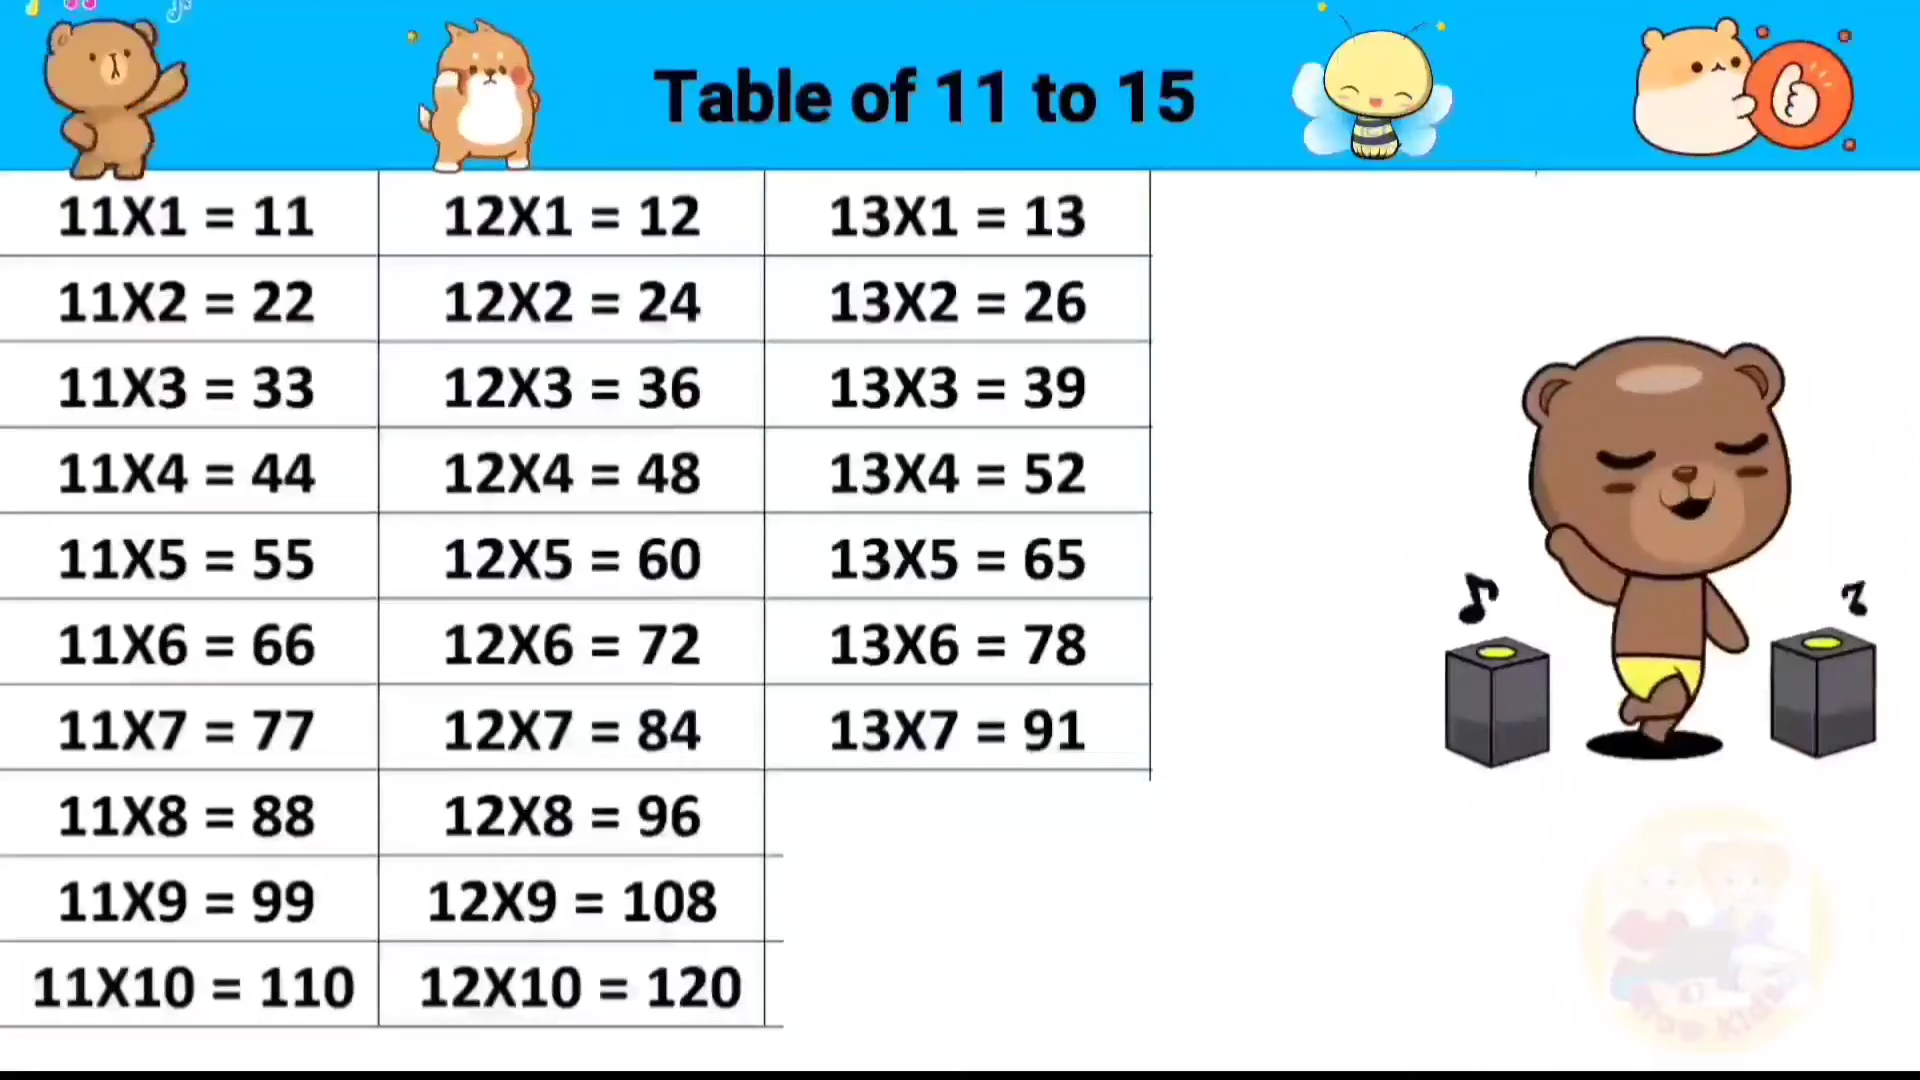 Table of 11 to 15
11X1 = 11
11X2 = 22
11X3 = 33
11X4 = 44
11X5 = 55
11X6 = 66
11X7 = 77
11X8 = 88
11X9 = 99
11X10 = 110
12X1 = 12
12X2 = 24
12X3 = 36
12X4 = 48
12X5 = 60
12X6 = 72
12X7 = 84
12X8 = 96
12X9 = 108
12X10 = 120
13X1 = 13
13X2 = 26
13X3 = 39
13X4 = 52
13X5 = 65
13X6 = 78
13X7 = 91
Kids